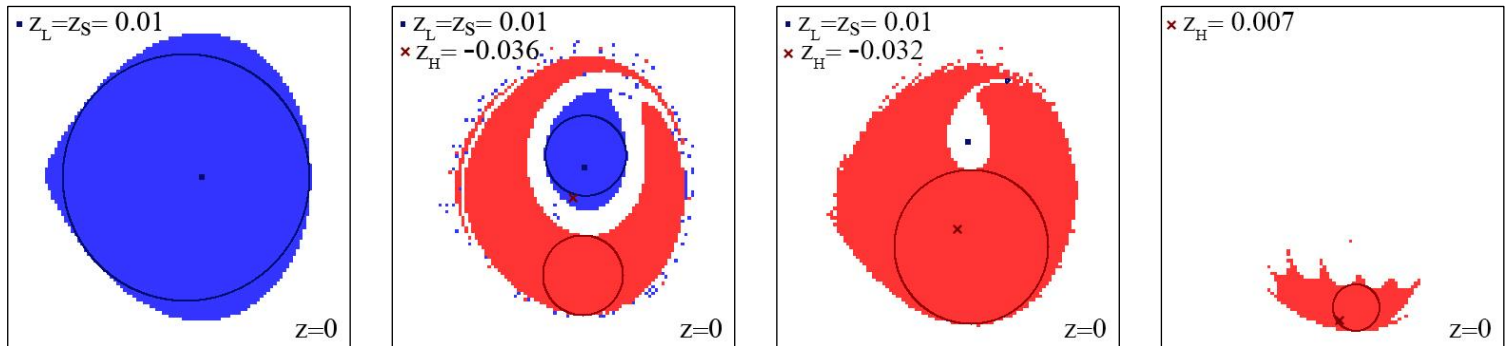 z_L=z_S= 0.01
z=0
z_L=z_S= 0.01
z_H= -0.036
z=0
z_L=z_S= 0.01
z_H= -0.032
z=0
z_H= 0.007
z=0